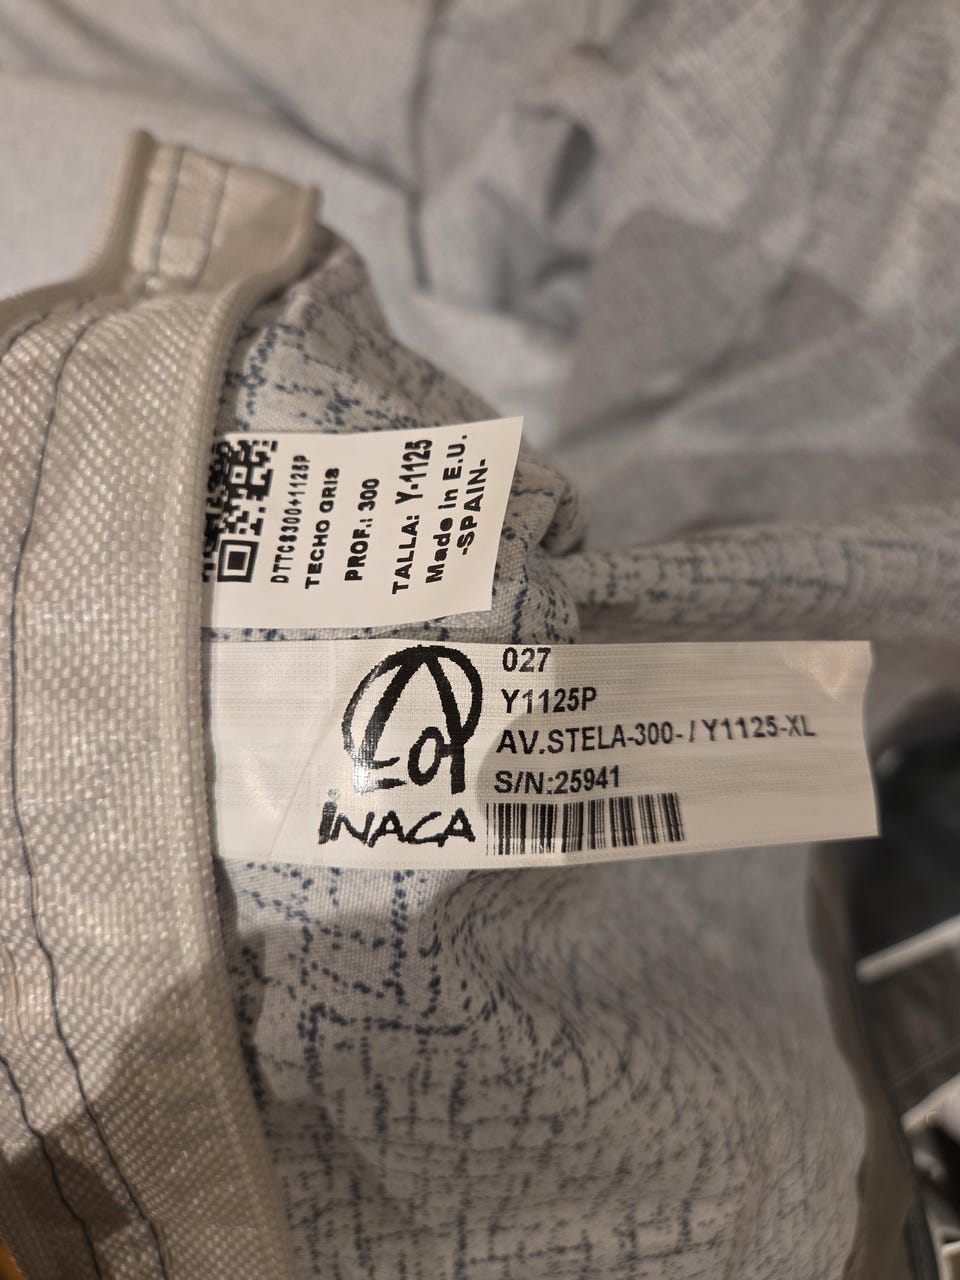 DTTC8300+1125P
TECHO GRIS
PROF.: 300
TALLA: Y-1125
Made in E.U.
-SPAIN-
027
Y1125P
AV.STELA-300- / Y1125-XL
S/N:25941
INACA